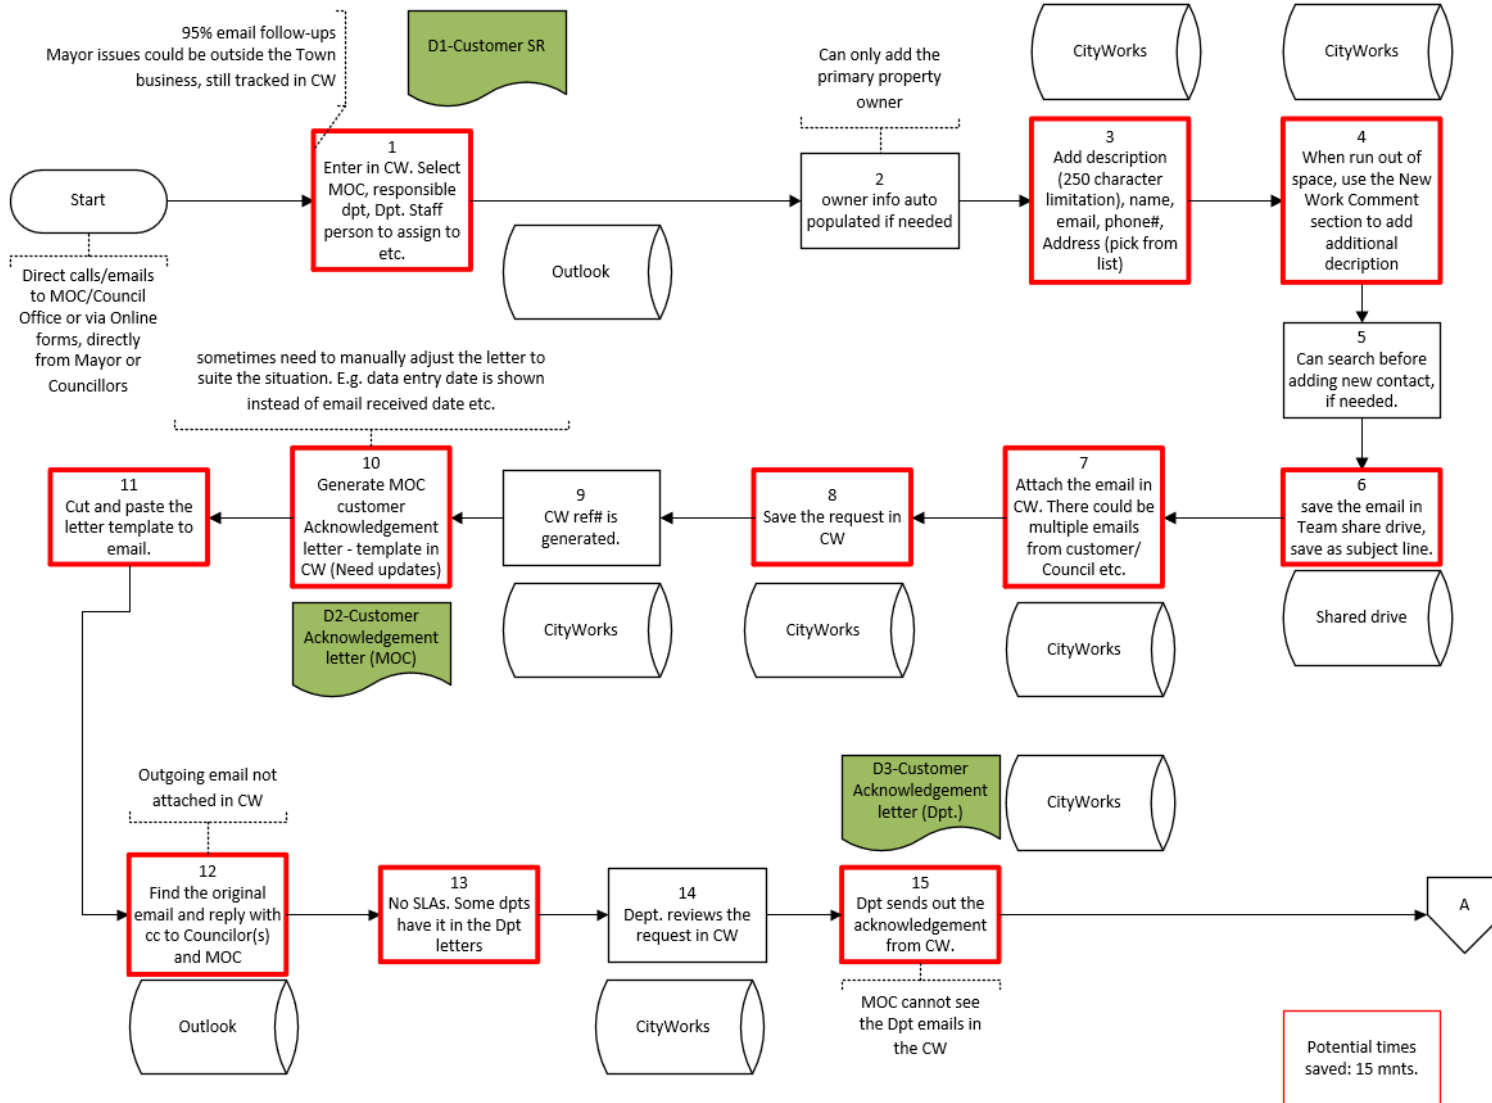 95% email follow-ups
Mayor issues could be outside the Town
business, still tracked in CW
D1-Customer SR
Can only add the
primary property
owner
CityWorks
CityWorks
Start
1
Enter in CW. Select
MOC, responsible
dpt, Dpt. Staff
person to assign to
etc.
2
owner info auto
populated if needed
3
Add description
(250 character
limitation), name,
email, phone#,
Address (pick from
list)
4
When run out of
space, use the New
Work Comment
section to add
additional
decription
Outlook
Direct calls/emails
to MOC/Council
Office or via Online
forms, directly
from Mayor or
Councillors
5
Can search before
adding new contact,
if needed.
sometimes need to manually adjust the letter to
suite the situation. E.g. data entry date is shown
instead of email received date etc.
6
save the email in
Team share drive,
save as subject line.
7
Attach the email in
CW. There could be
multiple emails
from customer/
Council etc.
8
Save the request in
CW
9
CW ref# is
generated.
10
Generate MOC
customer
Acknowledgement
letter - template in
CW (Need updates)
11
Cut and paste the
letter template to
email.
D2-Customer
Acknowledgement
letter (MOC)
CityWorks
CityWorks
CityWorks
Shared drive
Outgoing email not
attached in CW
D3-Customer
Acknowledgement
letter (Dpt.)
CityWorks
12
Find the original
email and reply with
cc to Councilor(s)
and MOC
13
No SLAs. Some dpts
have it in the Dpt
letters
14
Dept. reviews the
request in CW
15
Dpt sends out the
acknowledgement
from CW.
A
Outlook
CityWorks
MOC cannot see
the Dpt emails in
the CW
Potential times
saved: 15 mnts.